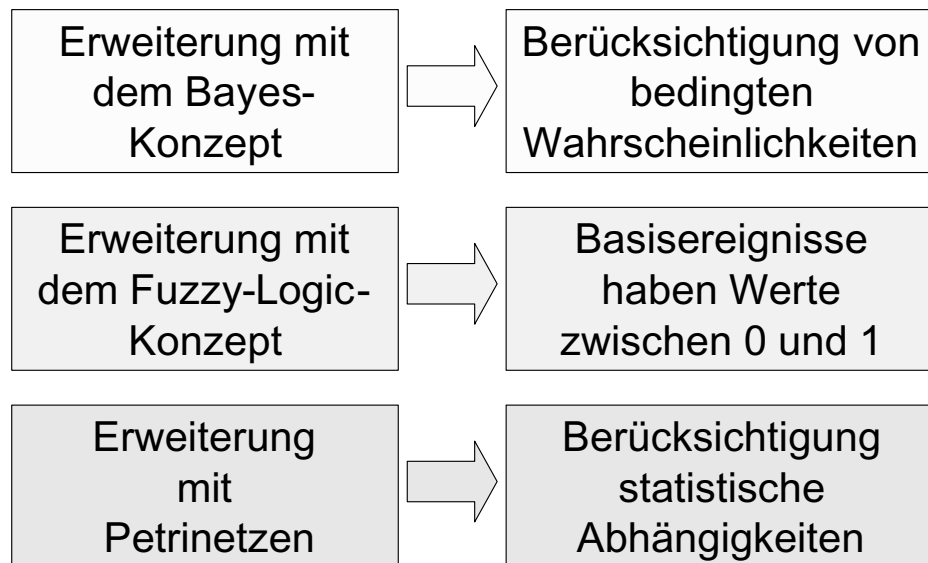 Erweiterung mit
dem Bayes-
Konzept
Berücksichtigung von
bedingten
Wahrscheinlichkeiten
Erweiterung mit
dem Fuzzy-Logic-
Konzept
Basisereignisse
haben Werte
zwischen 0 und 1
Erweiterung
mit
Petrinetzen
Berücksichtigung
statistische
Abhängigkeiten